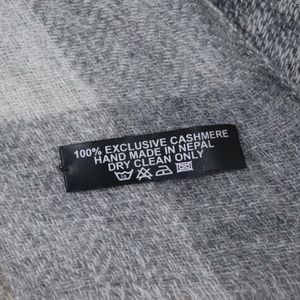 100% EXCLUSIVE CASHMERE
HAND MADE IN NEPAL
DRY CLEAN ONLY